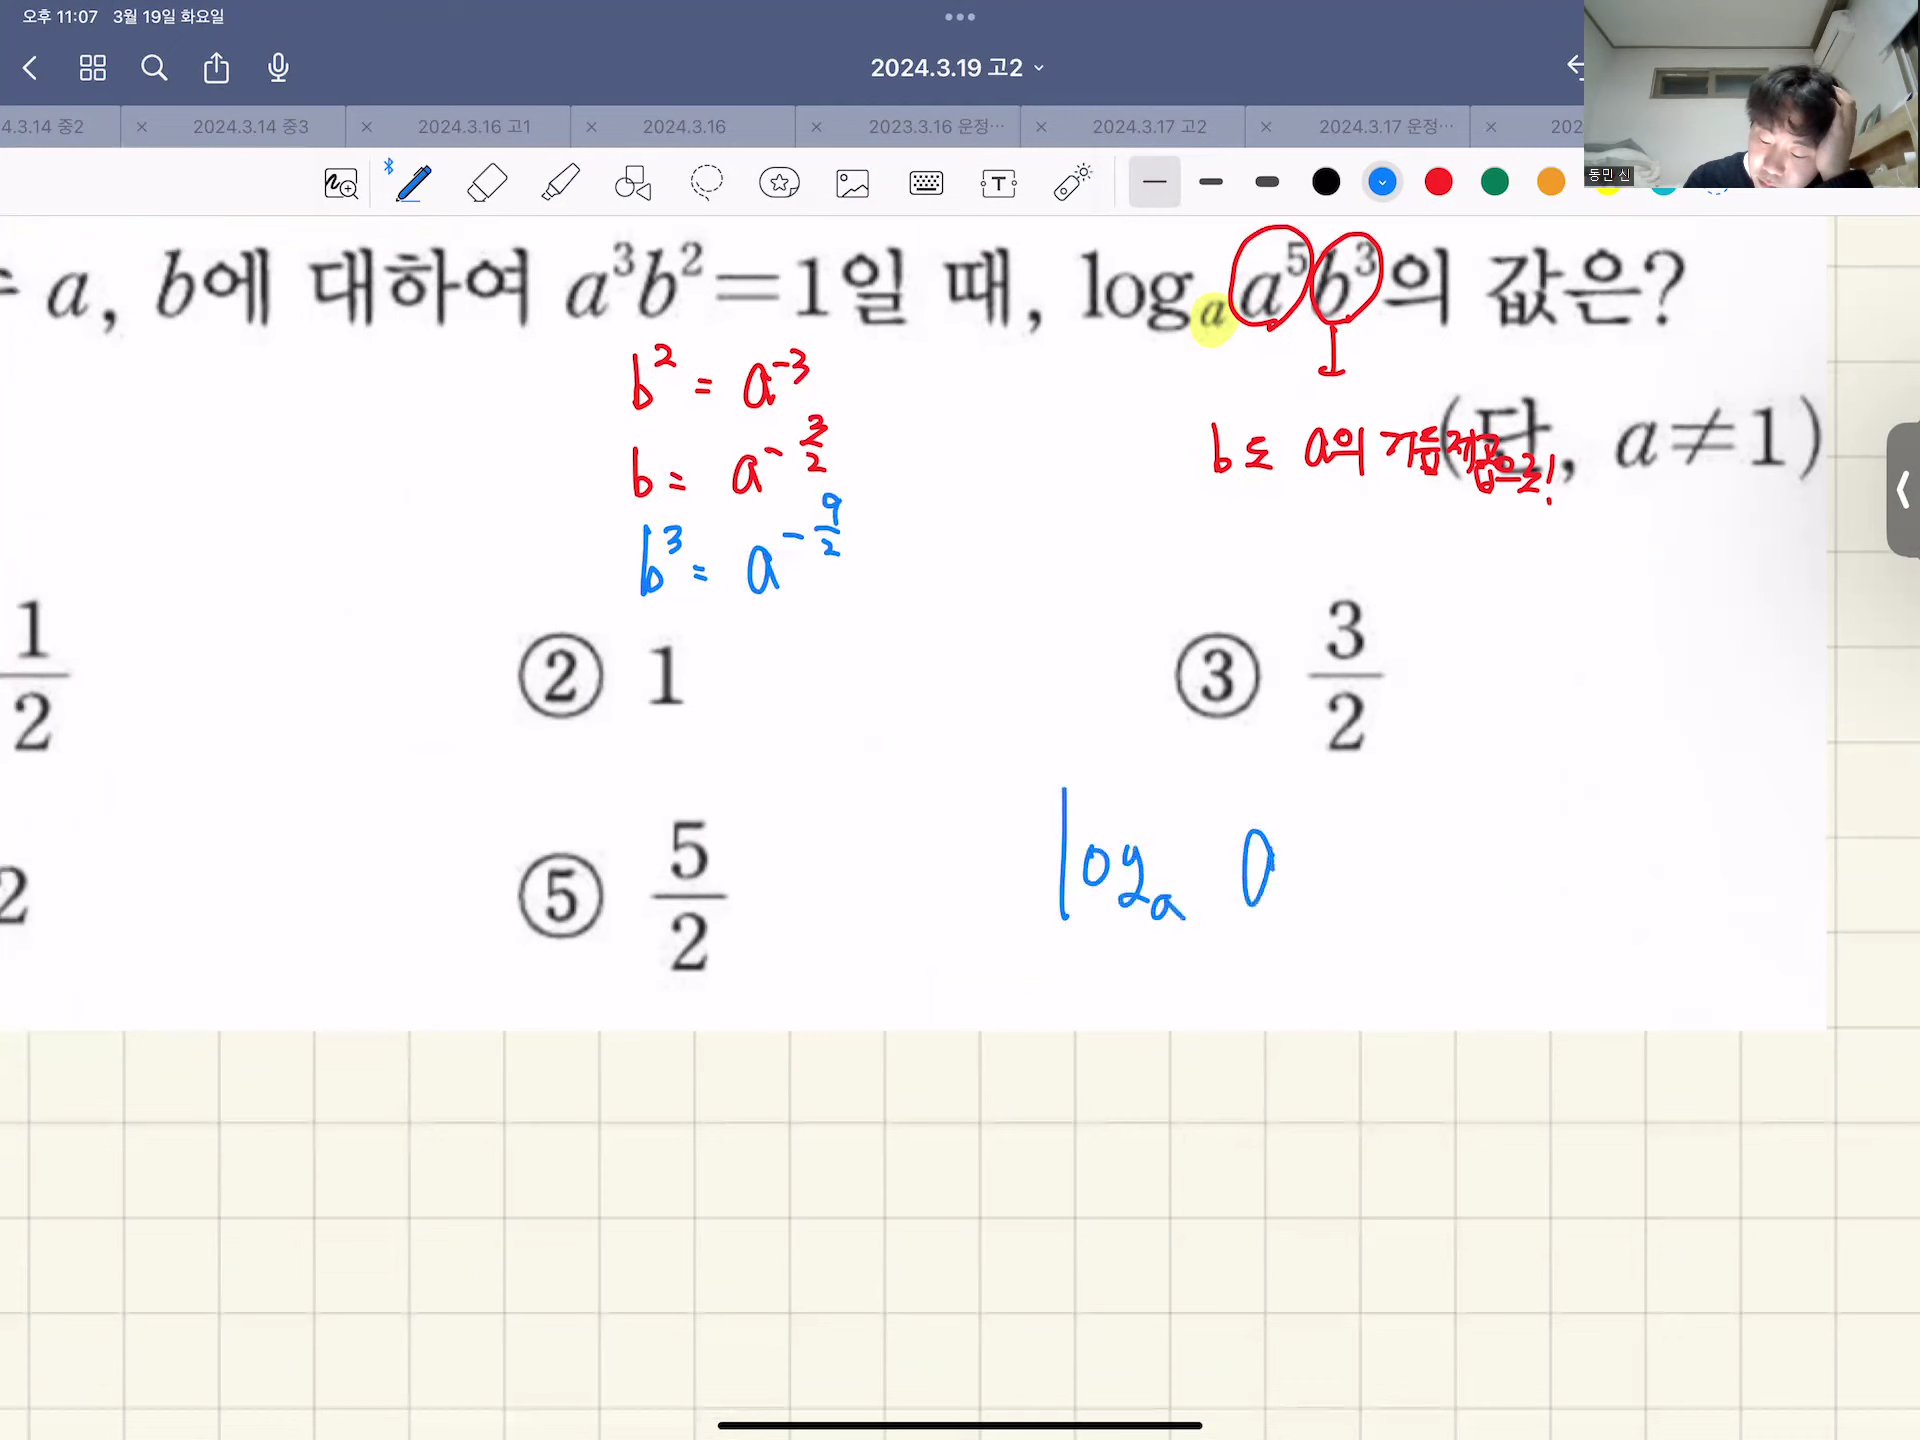 오후 11:07 3월 19일 화요일
2024.3.19 고2
4.3.14 중2
2024.3.14 중3
2024.3.16 고1
2024.3.16
2023.3.16 운정…
2024.3.17 고2
2024.3.17 운정…
202
동민 신
a, b에 대하여 a³b²=1일 때, logₐa⁵b³의 값은?
b² = a⁻³
(단, a≠1)
b도 a의 거듭제곱으로!
b = a^(-3/2)
b³ = a^(-9/2)
1/2
② 1
③ 3/2
2
⑤ 5/2
logₐ a